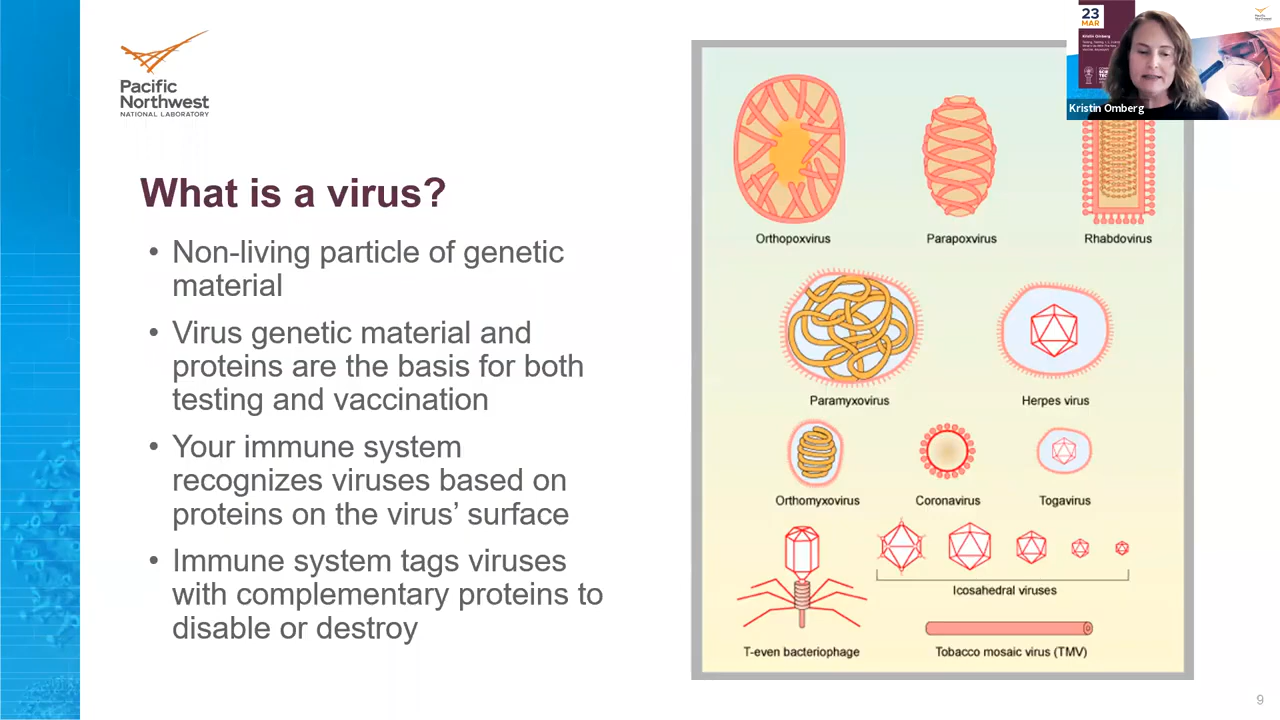 Pacific
Northwest
NATIONAL LABORATORY
What is a virus?
• Non-living particle of genetic
material
• Virus genetic material and
proteins are the basis for both
testing and vaccination
• Your immune system
recognizes viruses based on
proteins on the virus’ surface
• Immune system tags viruses
with complementary proteins to
disable or destroy
Orthopoxvirus
Parapoxvirus
Rhabdovirus
Paramyxovirus
Herpes virus
Orthomyxovirus
Coronavirus
Togavirus
Icosahedral viruses
T-even bacteriophage
Tobacco mosaic virus (TMV)
23
MAR
Kristin Omberg
Kristin Omberg
9